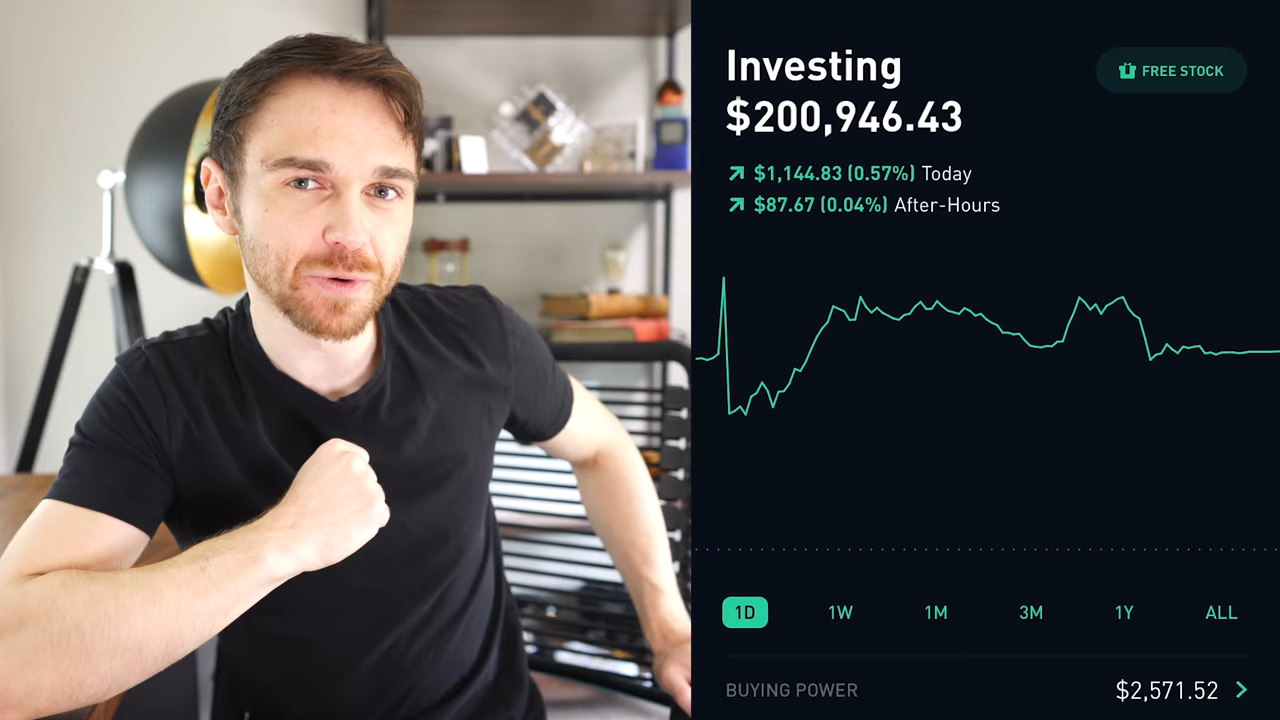 Investing
FREE STOCK
$200,946.43
$1,144.83 (0.57%) Today
$87.67 (0.04%) After-Hours
1D 1W 1M 3M 1Y ALL
BUYING POWER $2,571.52